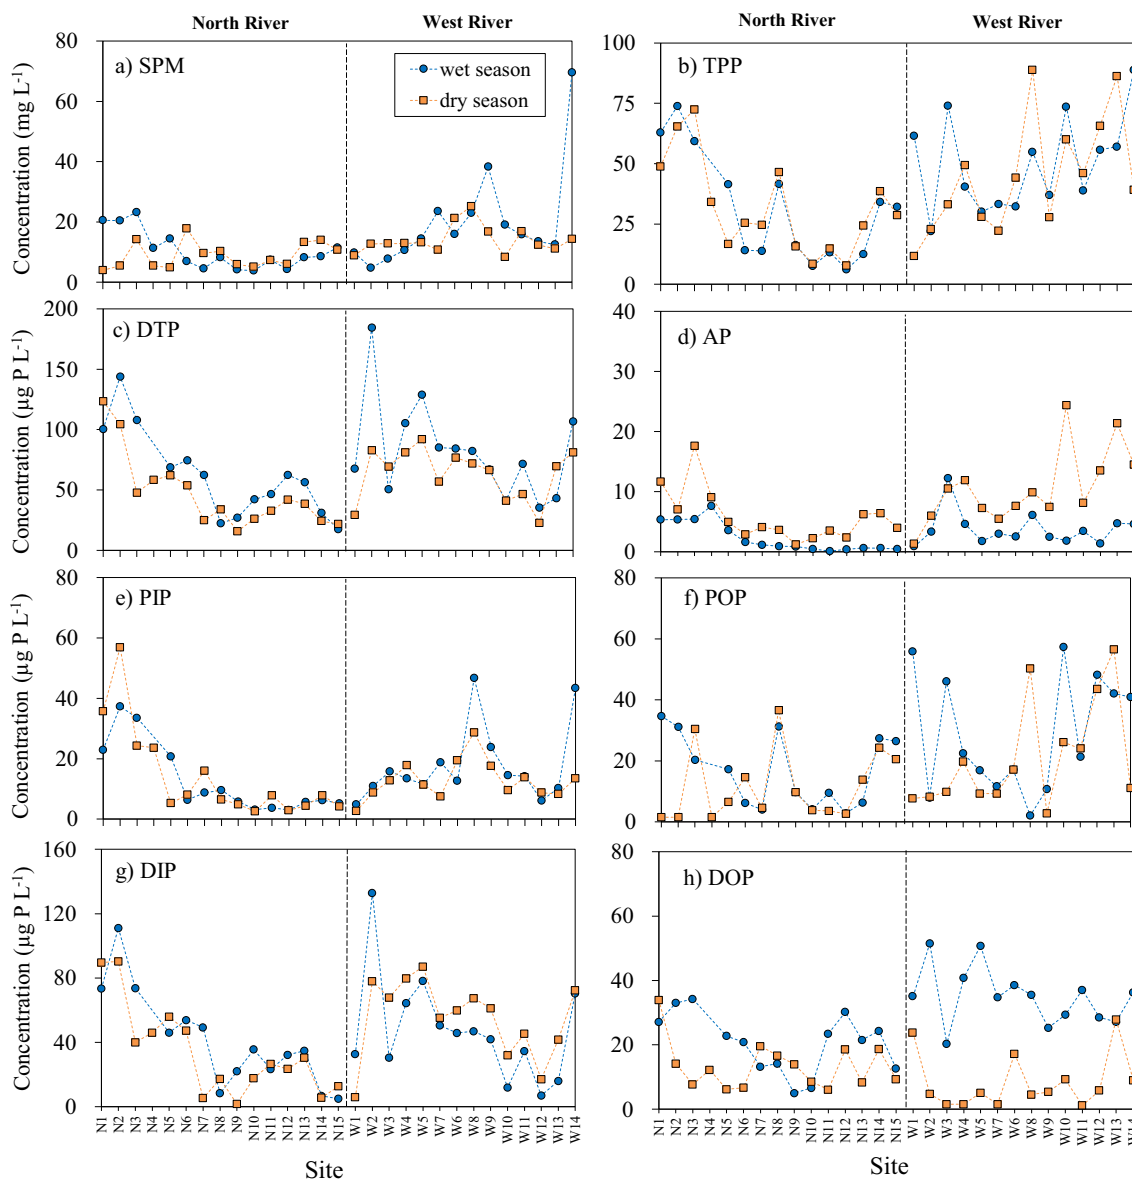 North River
West River
North River
West River
Concentration (mg L⁻¹)
80
60
40
20
0
a) SPM
wet season
dry season
100
75
50
25
0
b) TPP
Concentration (µg P L⁻¹)
200
150
100
50
0
c) DTP
40
30
20
10
0
d) AP
Concentration (µg P L⁻¹)
80
60
40
20
0
e) PIP
80
60
40
20
0
f) POP
Concentration (µg P L⁻¹)
160
120
80
40
0
g) DIP
80
60
40
20
0
h) DOP
N1 N2 N3 N4 N5 N6 N7 N8 N9 N10 N11 N12 N13 N14 N15 W1 W2 W3 W4 W5 W7 W6 W8 W9 W10 W11 W12 W13 W14
N1 N2 N3 N4 N5 N6 N7 N8 N9 N10 N11 N12 N13 N14 N15 W1 W2 W3 W4 W5 W7 W6 W8 W9 W10 W11 W12 W13 W14
Site
Site